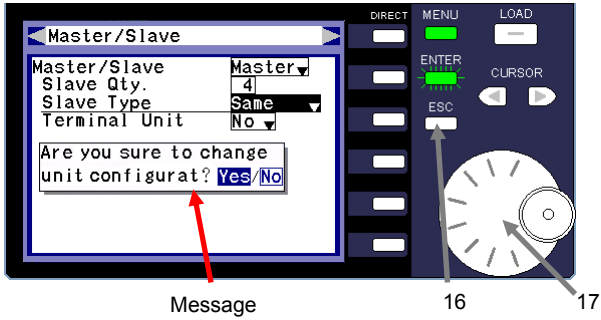 DIRECT MENU LOAD
Master/Slave
Master/Slave Master
Slave Qty. 4
Slave Type Same
Terminal Unit No
Are you sure to change
unit configurat? Yes/No
ENTER
CURSOR
ESC
Message 16 17